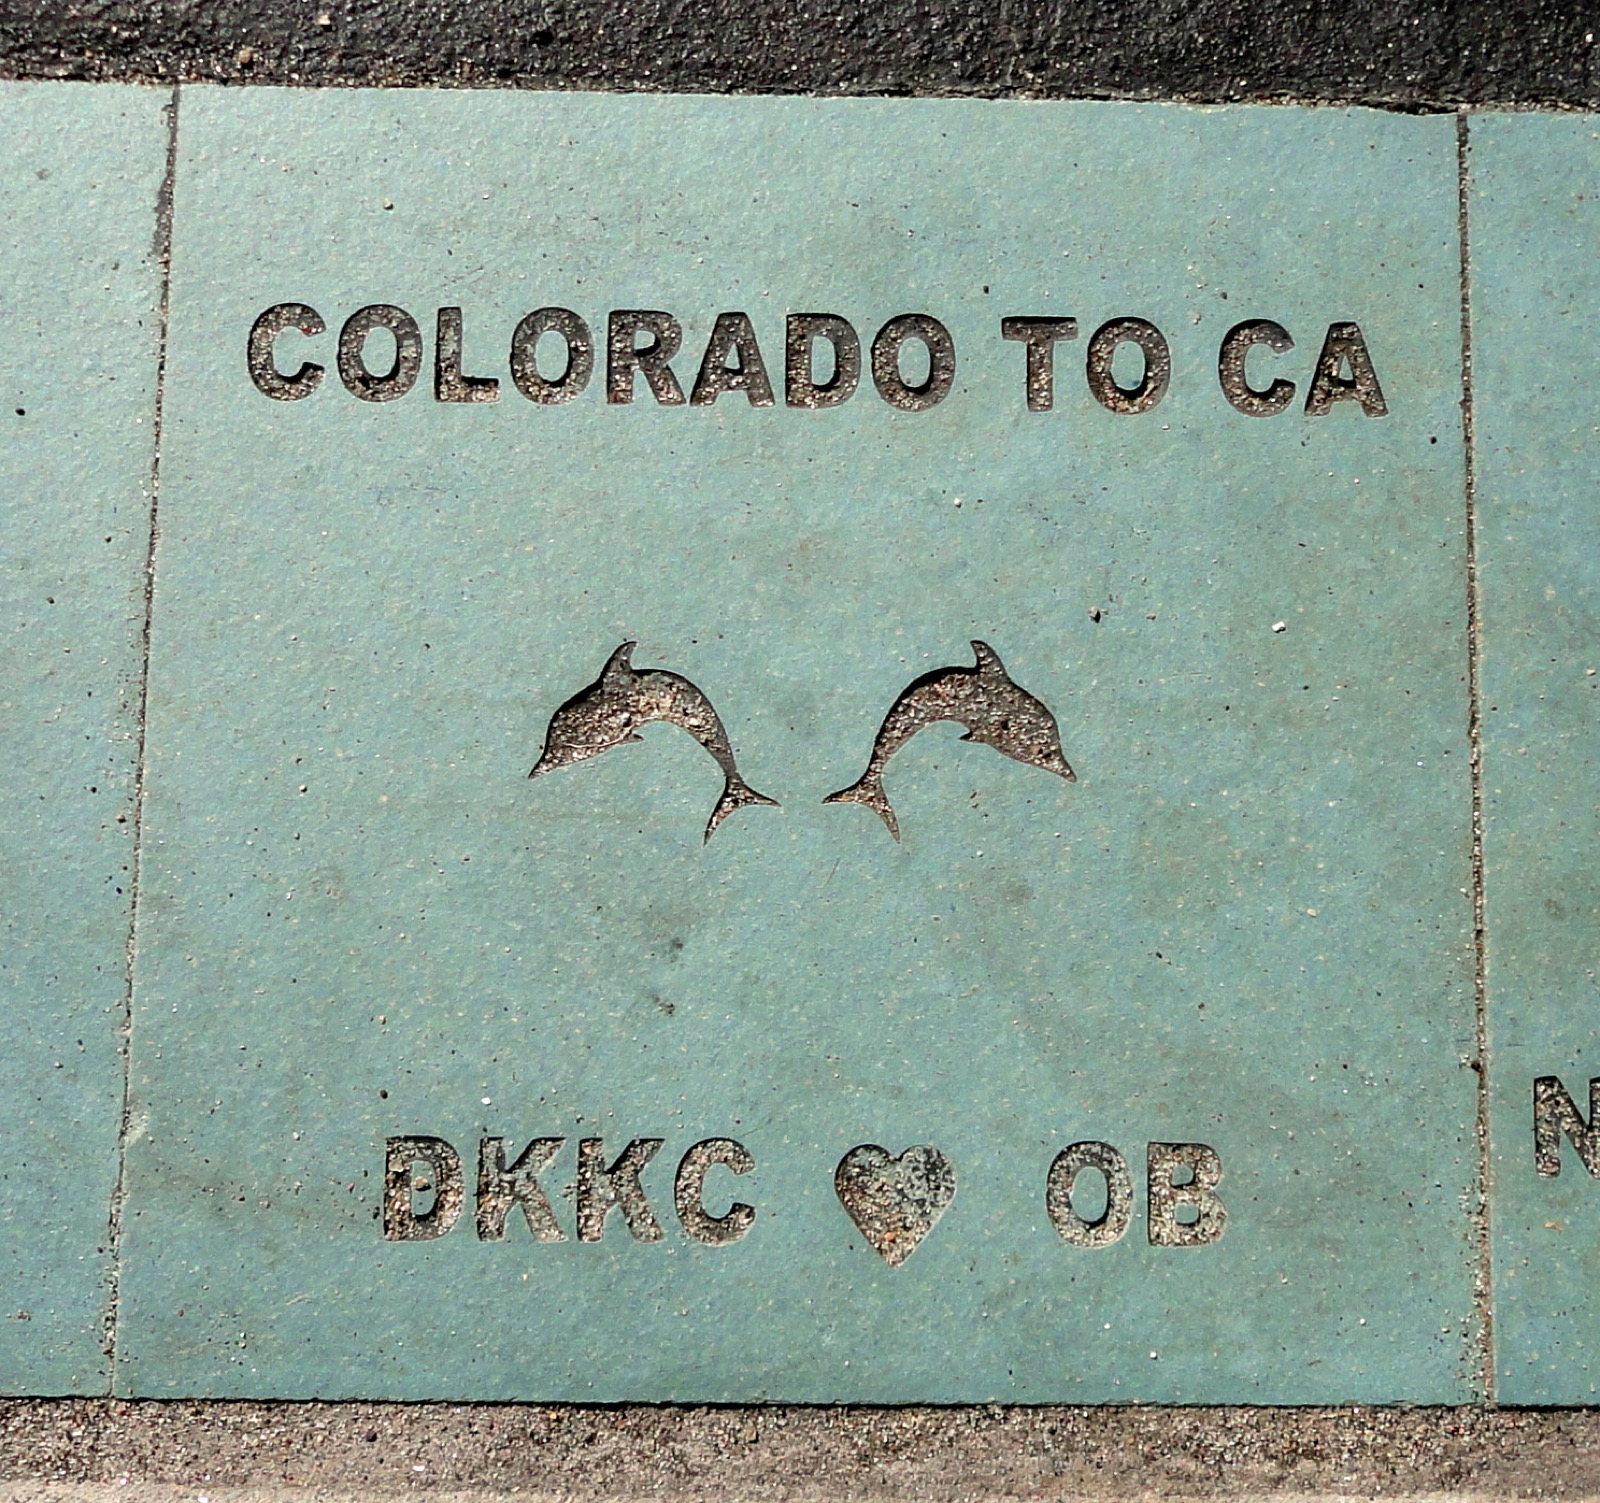 COLORADO TO CA
DKKC ♥ OB